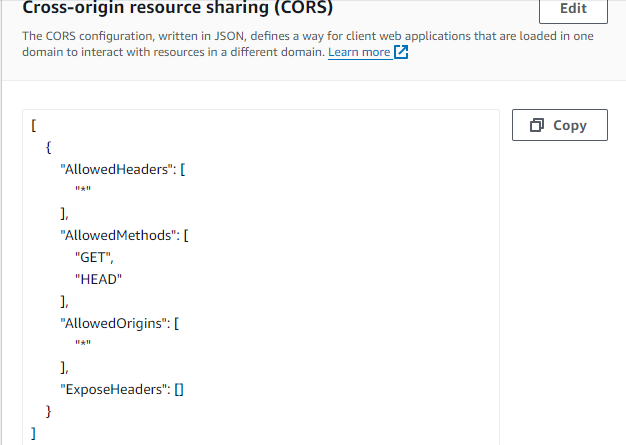 Cross-origin resource sharing (CORS)
Edit
The CORS configuration, written in JSON, defines a way for client web applications that are loaded in one
domain to interact with resources in a different domain. Learn more
Copy
[
{
"AllowedHeaders": [
"*"
],
"AllowedMethods": [
"GET",
"HEAD"
],
"AllowedOrigins": [
"*"
],
"ExposeHeaders": []
}
]